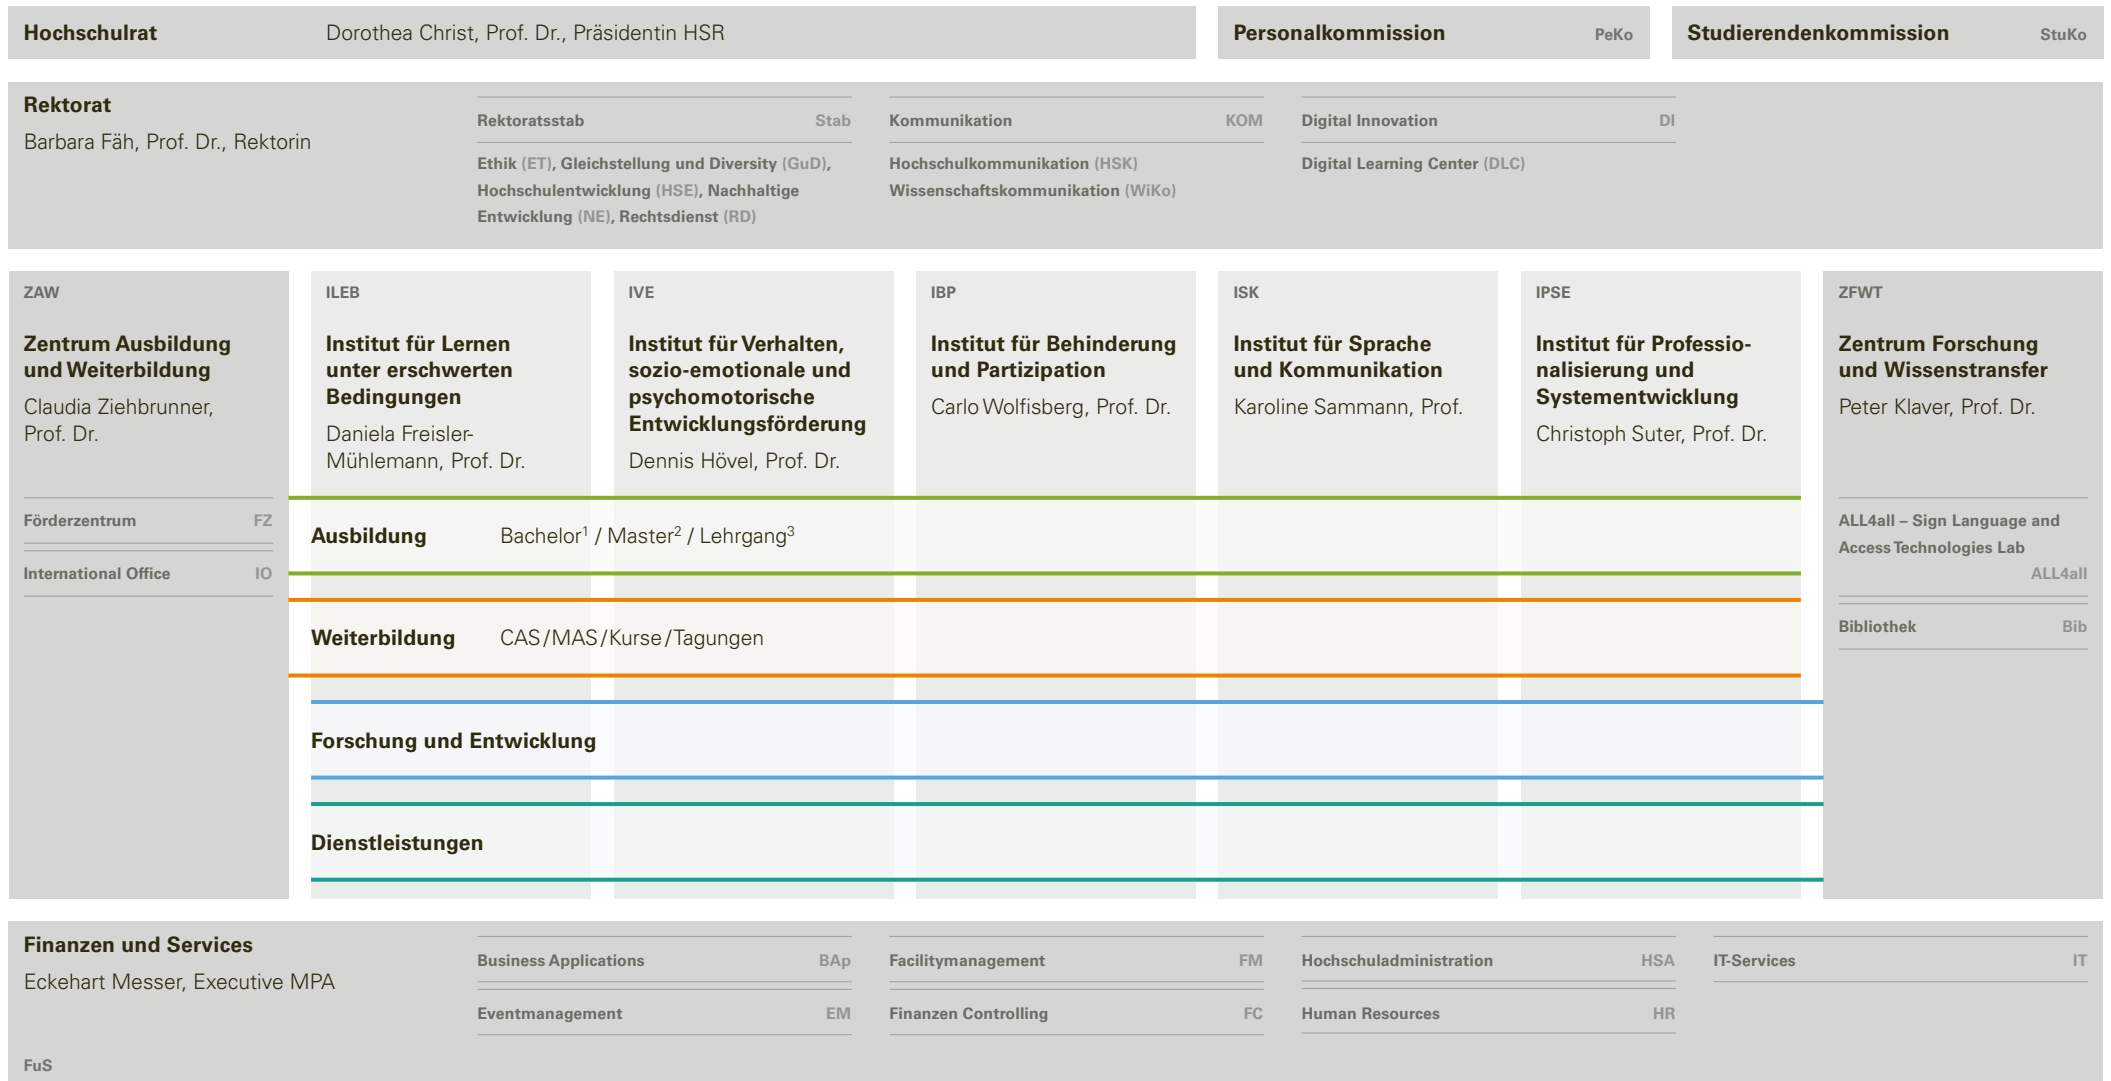 Hochschulrat Dorothea Christ, Prof. Dr., Präsidentin HSR
Personalkommission PeKo
Studierendenkommission StuKo
Rektorat
Barbara Fäh, Prof. Dr., Rektorin
Rektoratsstab Stab
Ethik (ET), Gleichstellung und Diversity (GuD),
Hochschulentwicklung (HSE), Nachhaltige
Entwicklung (NE), Rechtsdienst (RD)
Kommunikation KOM
Hochschulkommunikation (HSK)
Wissenschaftskommunikation (WiKo)
Digital Innovation DI
Digital Learning Center (DLC)
ZAW
Zentrum Ausbildung
und Weiterbildung
Claudia Ziehbrunner,
Prof. Dr.
Förderzentrum FZ
International Office IO
ILEB
Institut für Lernen
unter erschwerten
Bedingungen
Daniela Freisler-
Mühlemann, Prof. Dr.
IVE
Institut für Verhalten,
sozio-emotionale und
psychomotorische
Entwicklungsförderung
Dennis Hövel, Prof. Dr.
IBP
Institut für Behinderung
und Partizipation
Carlo Wolfisberg, Prof. Dr.
ISK
Institut für Sprache
und Kommunikation
Karoline Sammann, Prof.
IPSE
Institut für Professio-
nalisierung und
Systementwicklung
Christoph Suter, Prof. Dr.
ZFWT
Zentrum Forschung
und Wissenstransfer
Peter Klaver, Prof. Dr.
ALL4all – Sign Language and
Access Technologies Lab
ALL4all
Bibliothek Bib
Ausbildung Bachelor¹ / Master² / Lehrgang³
Weiterbildung CAS/MAS/Kurse/Tagungen
Forschung und Entwicklung
Dienstleistungen
Finanzen und Services
Eckehart Messer, Executive MPA
FuS
Business Applications BAp
Eventmanagement EM
Facilitymanagement FM
Finanzen Controlling FC
Hochschuladministration HSA
Human Resources HR
IT-Services IT